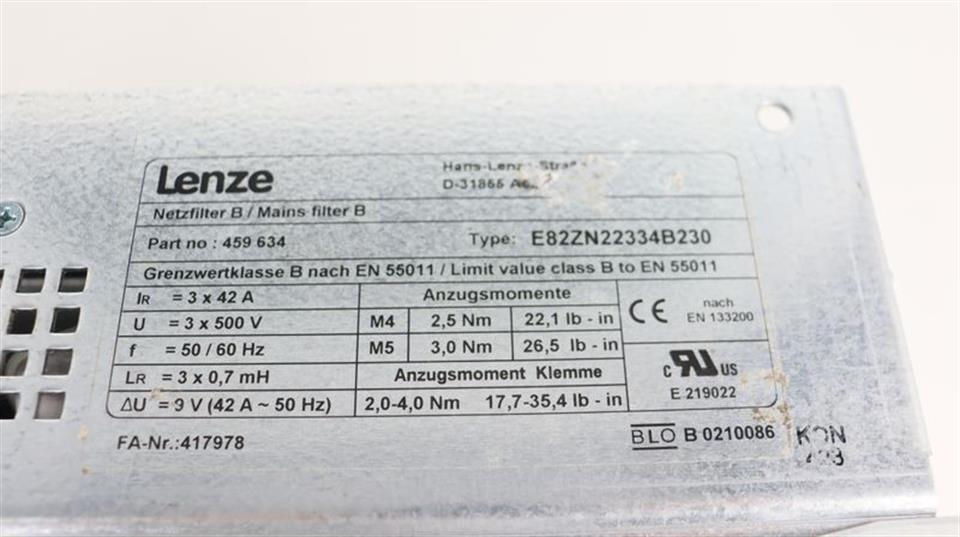 Lenze
Hans-Lenze-Straße
D-31855
Netzfilter B / Mains filter B
Part no : 459 634 Type: E82ZN22334B230
Grenzwertklasse B nach EN 55011 / Limit value class B to EN 55011
IR = 3 x 42 A Anzugsmomente
U = 3 x 500 V M4 2,5 Nm 22,1 lb - in
f = 50 / 60 Hz M5 3,0 Nm 26,5 lb - in
LR = 3 x 0,7 mH Anzugsmoment Klemme
ΔU = 9 V (42 A ~ 50 Hz) 2,0-4,0 Nm 17,7-35,4 lb - in
CE nach
EN 133200
c RU US
E 219022
FA-Nr.:417978 BLO B 0210086